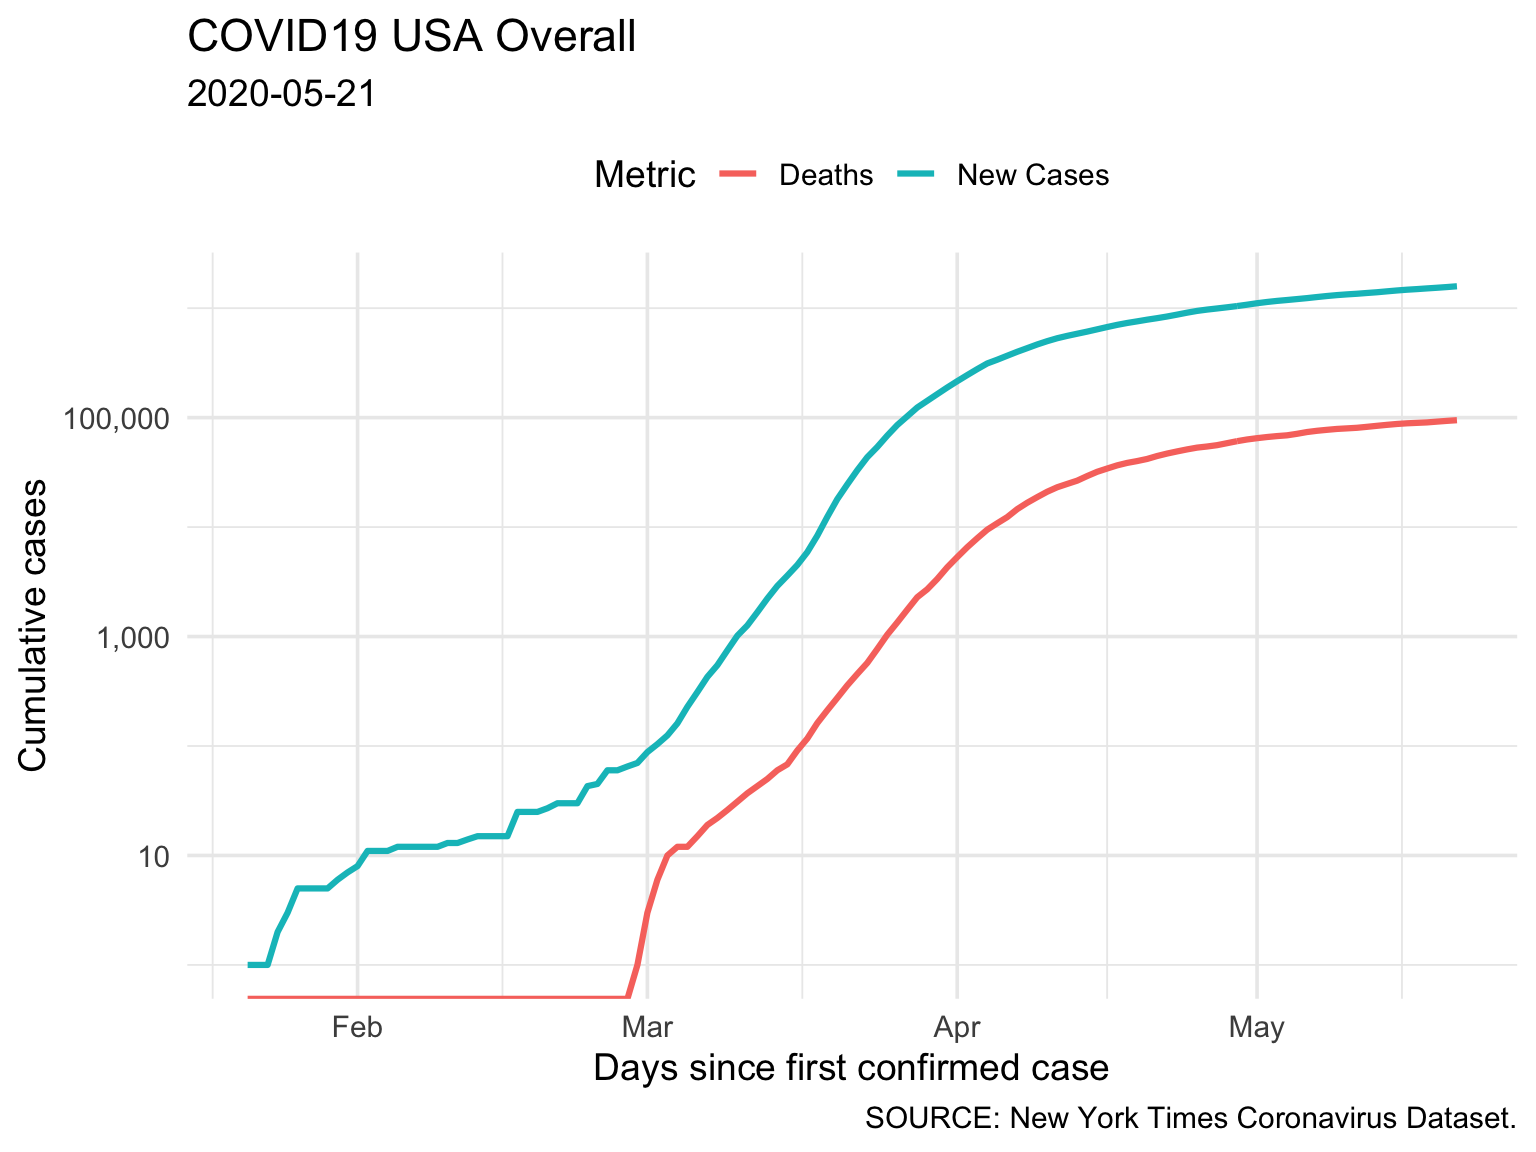 COVID19 USA Overall
2020-05-21
Metric Deaths New Cases
100,000
1,000
10
Cumulative cases
Feb Mar Apr May
Days since first confirmed case
SOURCE: New York Times Coronavirus Dataset.